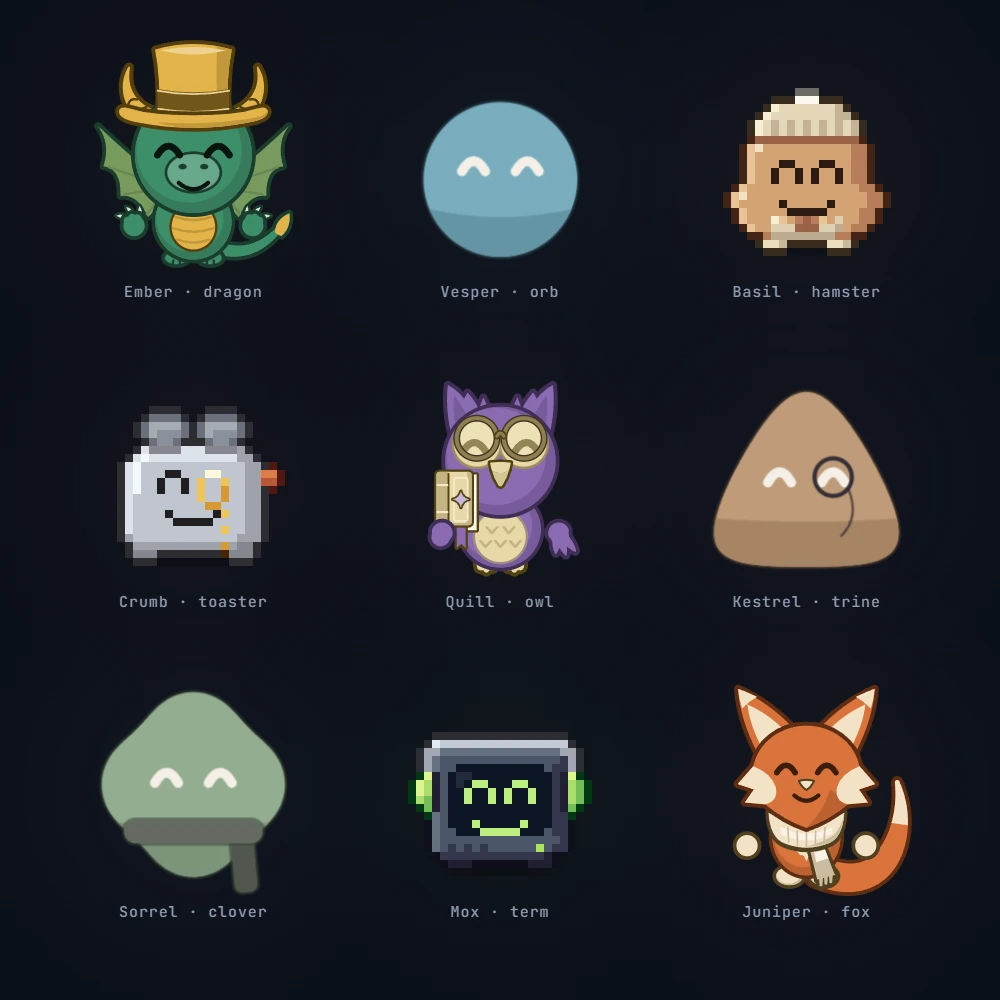 Ember · dragon
Vesper · orb
Basil · hamster
Crumb · toaster
Quill · owl
Kestrel · trine
Sorrel · clover
Mox · term
Juniper · fox